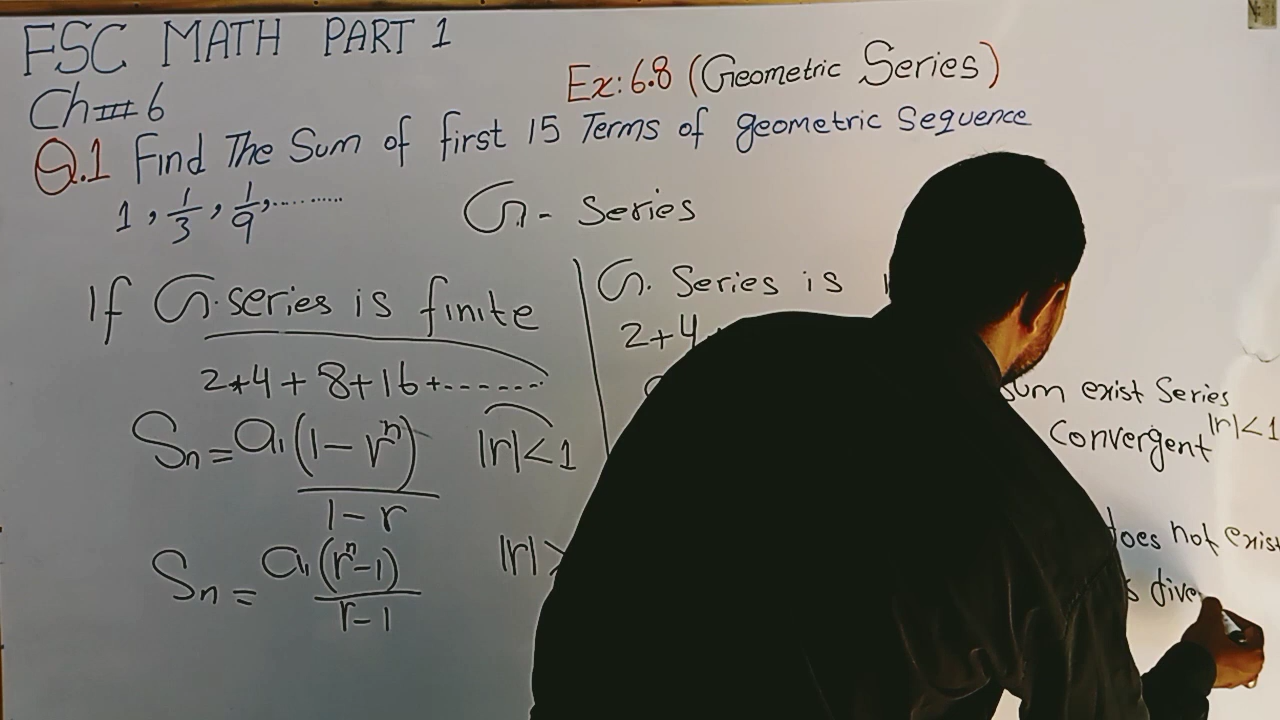 FSC MATH PART 1
Ch # 6
Ex: 6.8 (Geometric Series)
Q.1 Find The Sum of first 15 Terms of geometric Sequence
1, 1/3, 1/9, ..........
G - Series
If G. series is finite
2+4+8+16+.......
Sn = a₁(1-rⁿ)/1-r |r|<1
Sn = a₁(rⁿ-1)/r-1 |r|>
G. Series is
2+4
sum exist Series
Convergent |r|<1
does not exist